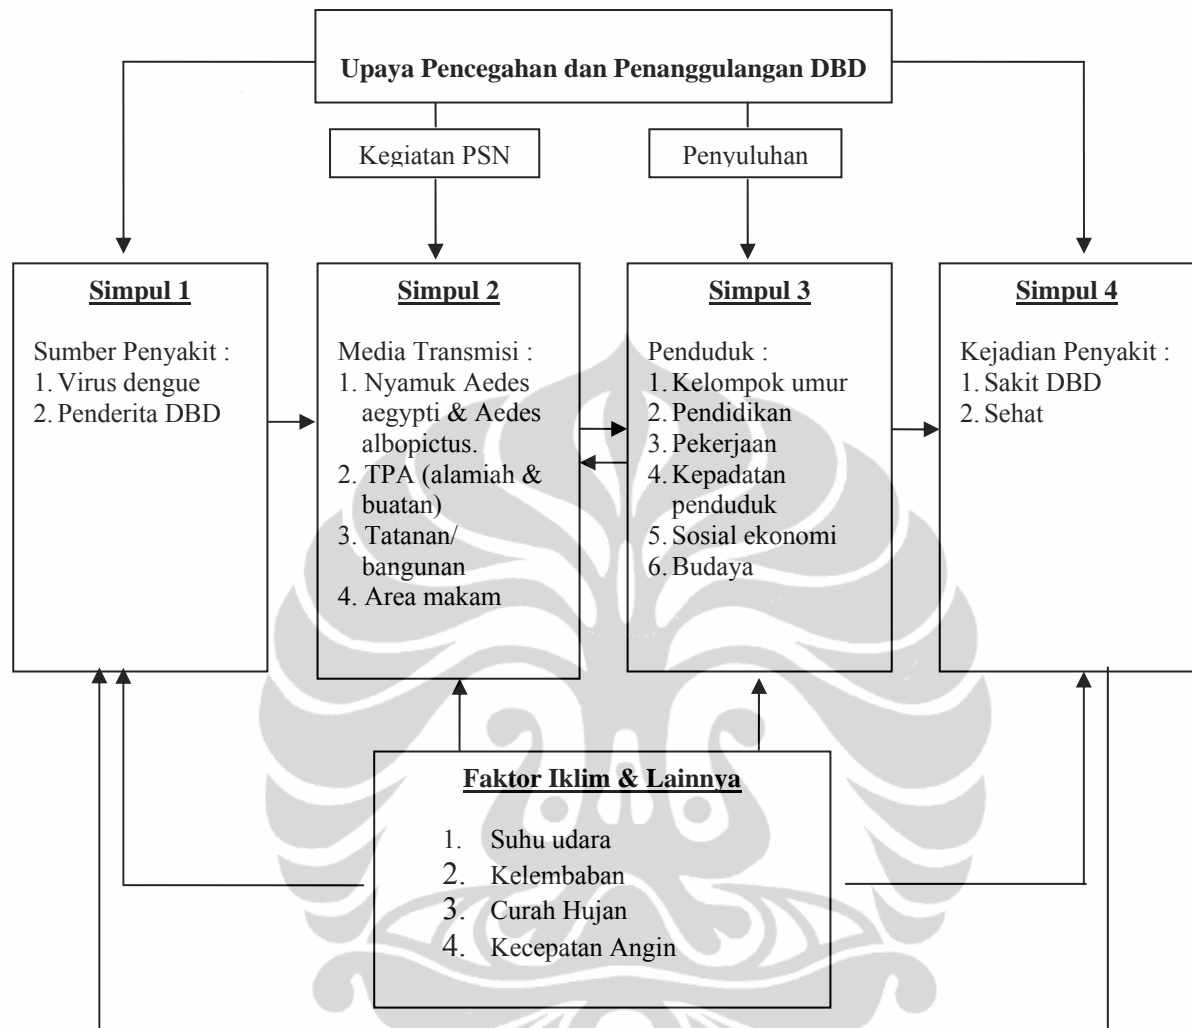 Upaya Pencegahan dan Penanggulangan DBD
Kegiatan PSN
Penyuluhan
Simpul 1
Sumber Penyakit :
1. Virus dengue
2. Penderita DBD
Simpul 2
Media Transmisi :
1. Nyamuk Aedes
aegypti & Aedes
albopictus.
2. TPA (alamiah &
buatan)
3. Tatanan/
bangunan
4. Area makam
Simpul 3
Penduduk :
1. Kelompok umur
2. Pendidikan
3. Pekerjaan
4. Kepadatan
penduduk
5. Sosial ekonomi
6. Budaya
Simpul 4
Kejadian Penyakit :
1. Sakit DBD
2. Sehat
Faktor Iklim & Lainnya
1. Suhu udara
2. Kelembaban
3. Curah Hujan
4. Kecepatan Angin